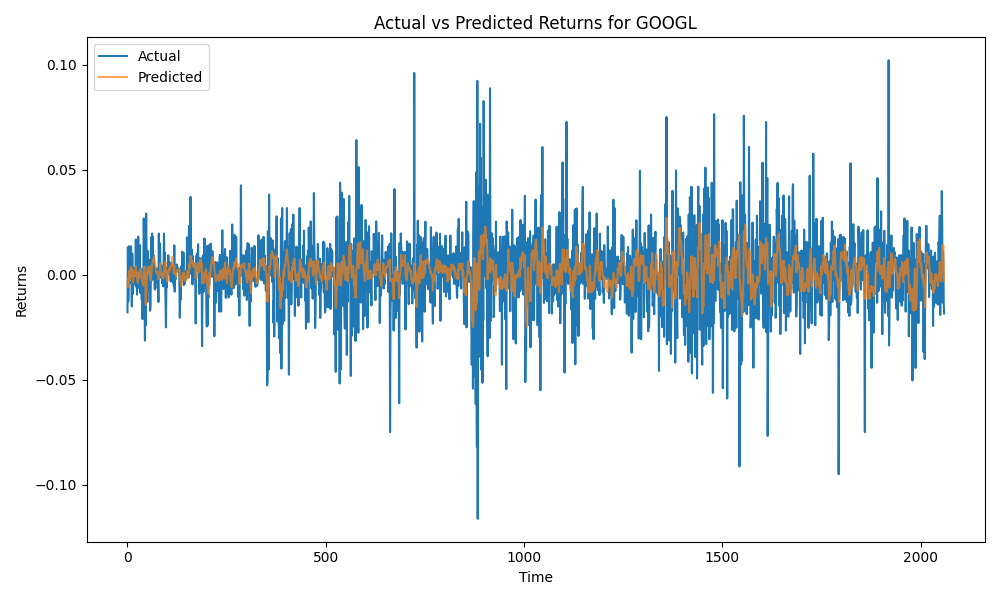 Actual vs Predicted Returns for GOOGL
Actual
Predicted
0.10
0.05
0.00
−0.05
−0.10
Returns
0
500
1000
1500
2000
Time